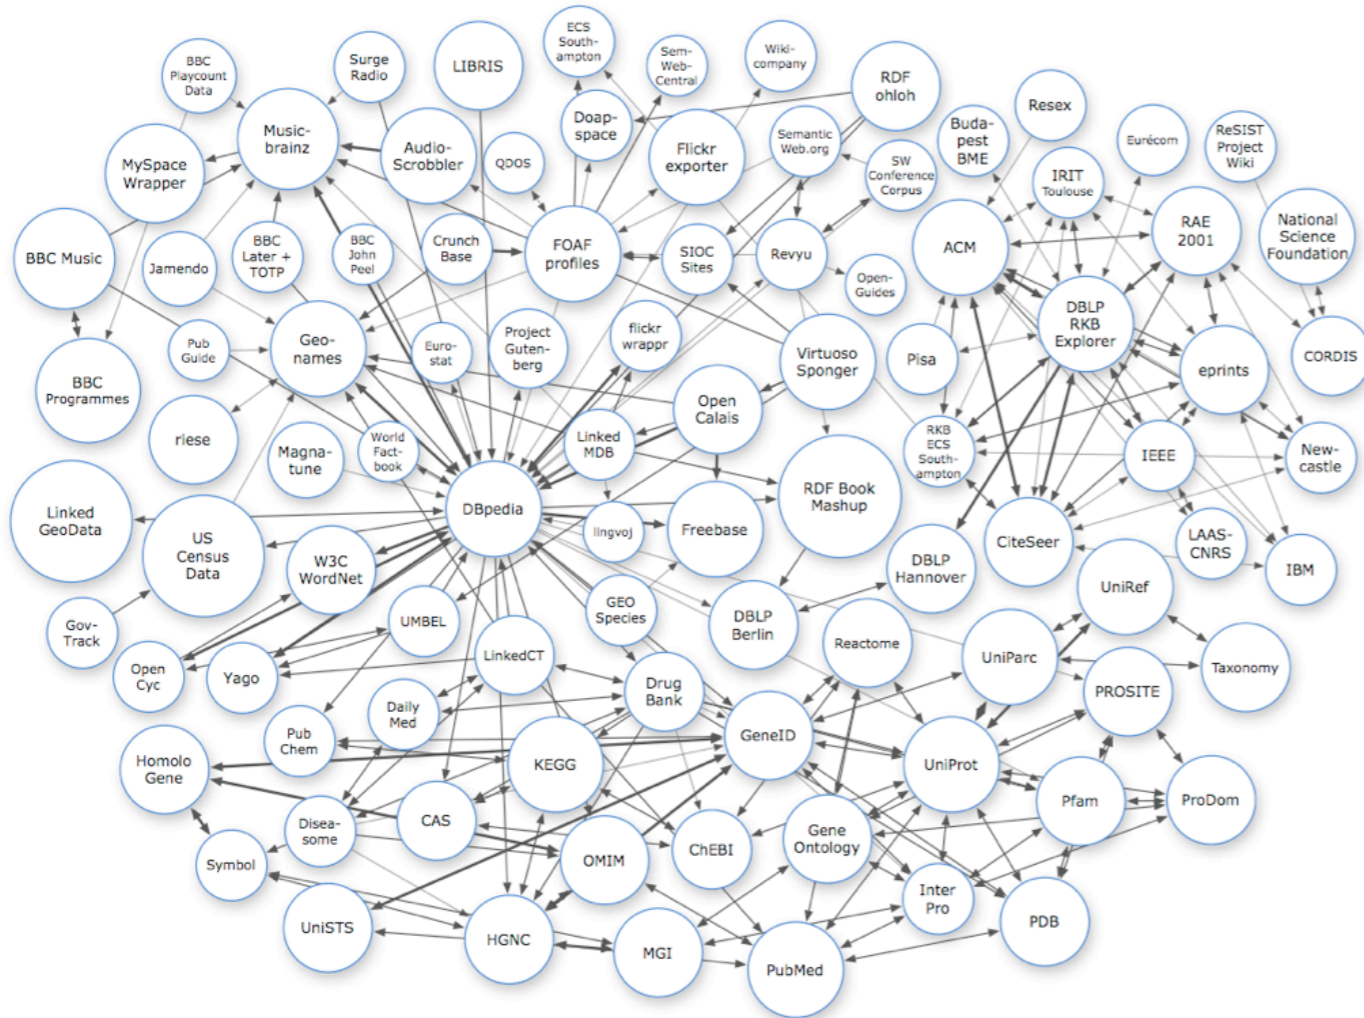 ECS
South-
ampton
BBC
Playcount
Data
Surge
Radio
LIBRIS
Sem-
Web-
Central
Wiki-
company
RDF
ohloh
Resex
Doap-
space
Music-
brainz
Audio-
Scrobbler
MySpace
Wrapper
QDOS
Flickr
exporter
Semantic
Web.org
SW
Conference
Corpus
Buda-
pest
BME
Eurécom
ReSIST
Project
Wiki
IRIT
Toulouse
RAE
2001
National
Science
Foundation
ACM
BBC Music
Jamendo
BBC
Later +
TOTP
BBC
John
Peel
Crunch
Base
FOAF
profiles
SIOC
Sites
Revyu
Open-
Guides
DBLP
RKB
Explorer
Pub
Guide
Geo-
names
Euro-
stat
Project
Guten-
berg
flickr
wrappr
Virtuoso
Sponger
Pisa
eprints
CORDIS
BBC
Programmes
riese
Magna-
tune
World
Fact-
book
Linked
MDB
Open
Calais
RKB
ECS
South-
ampton
IEEE
New-
castle
Linked
GeoData
US
Census
Data
W3C
WordNet
DBpedia
lingvoj
Freebase
RDF Book
Mashup
DBLP
Hannover
CiteSeer
LAAS-
CNRS
IBM
Gov-
Track
Open
Cyc
Yago
UMBEL
LinkedCT
GEO
Species
DBLP
Berlin
Reactome
UniParc
UniRef
Taxonomy
PROSITE
Daily
Med
Drug
Bank
Pub
Chem
GeneID
Homolo
Gene
KEGG
UniProt
Pfam
ProDom
Disea-
some
CAS
OMIM
ChEBI
Gene
Ontology
Symbol
Inter
Pro
UniSTS
HGNC
MGI
PubMed
PDB